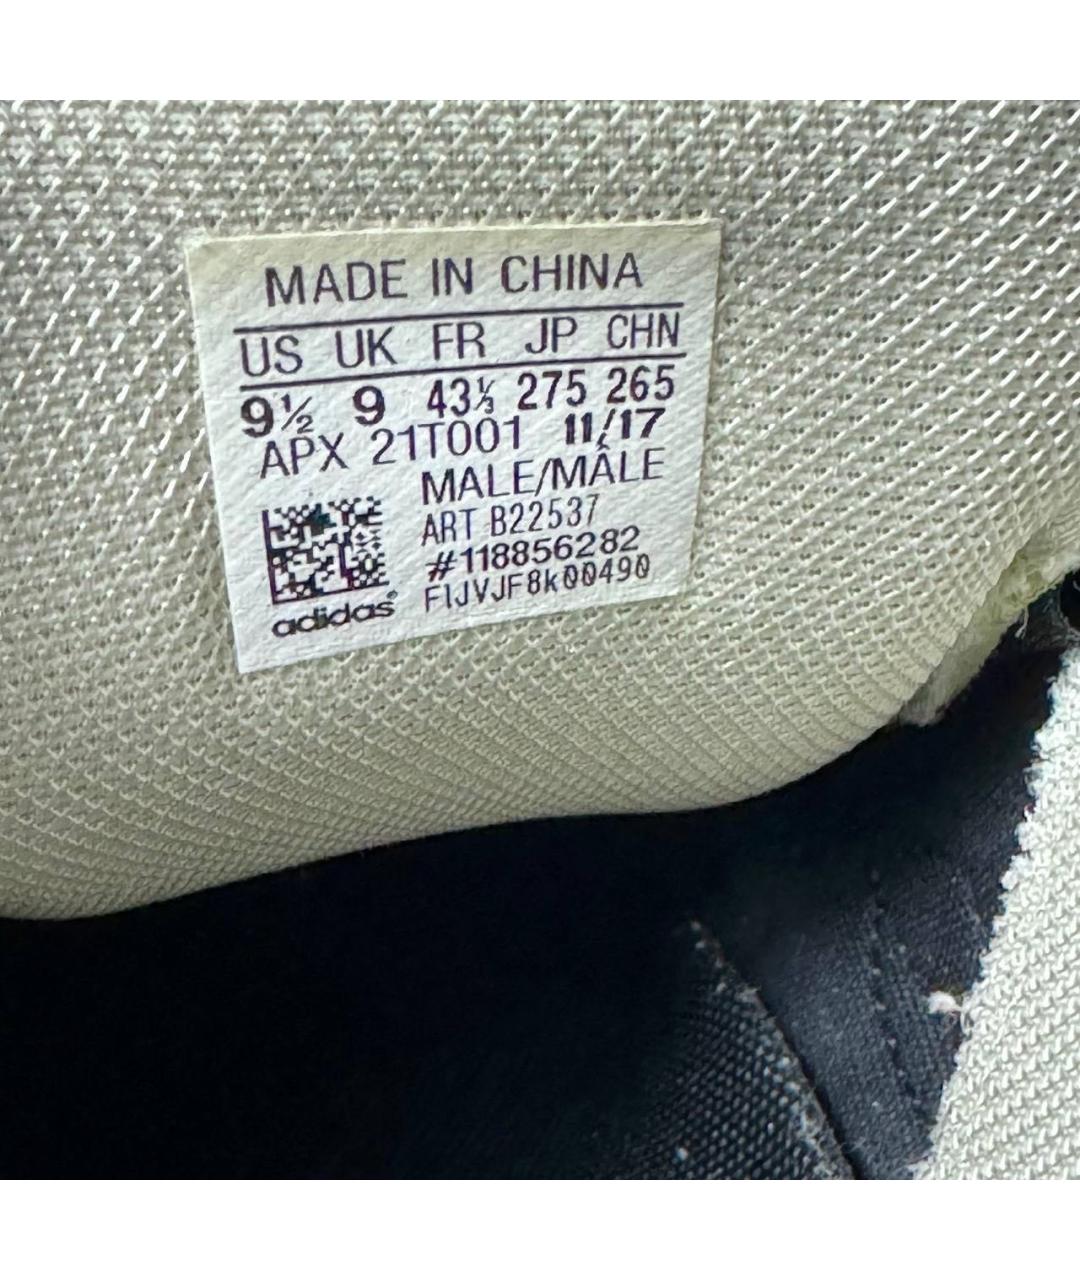 MADE IN CHINA
US UK FR JP CHN
9½ 9 43⅓ 275 265
APX 21T001 11/17
MALE/MÂLE
ART B22537
#118856282
FIJVJF8k00490
adidas®